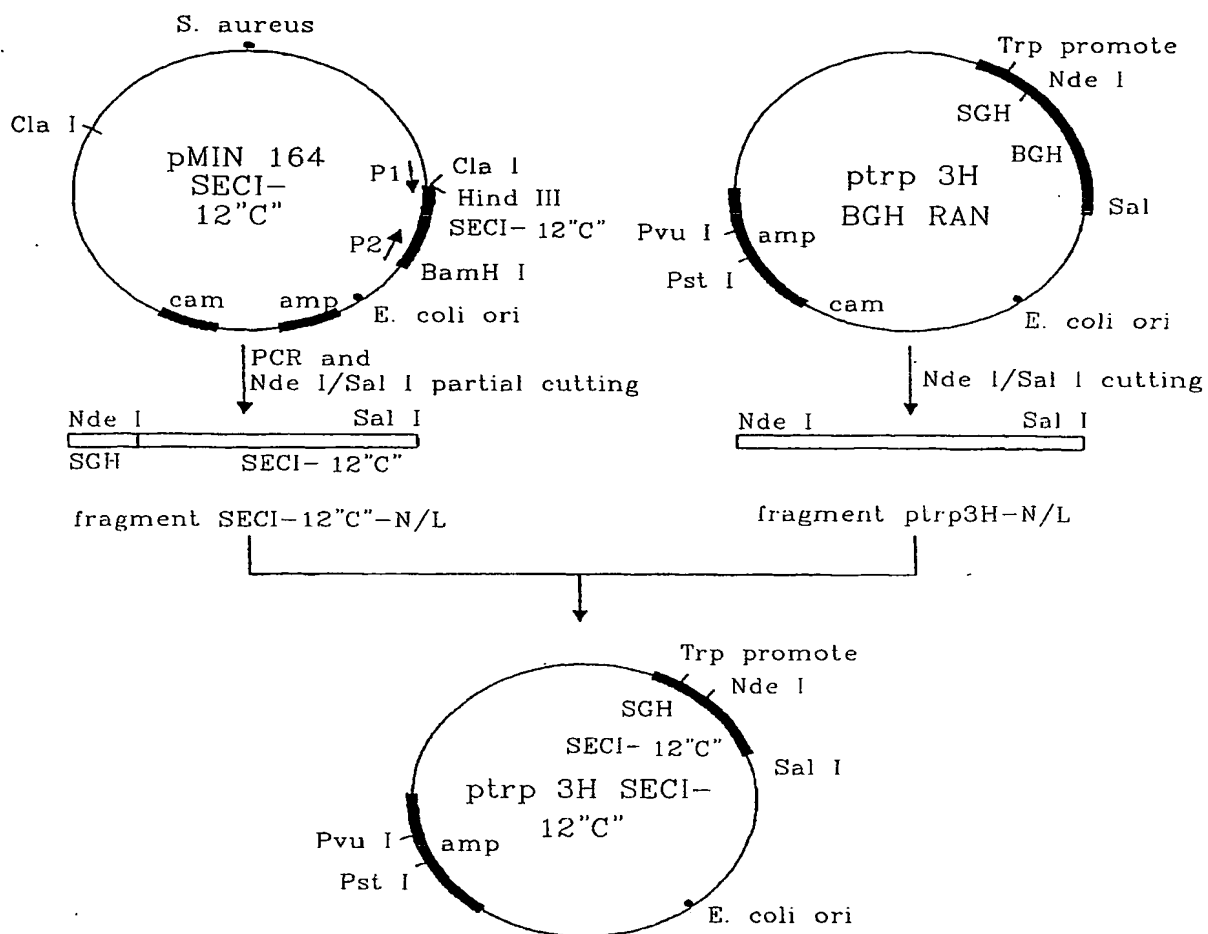 S. aureus
Cla I
pMIN 164
SECI-
12"C"
P1
P2
Cla I
Hind III
SECI- 12"C"
BamH I
E. coli ori
cam
amp
Trp promote
Nde I
SGH
BGH
Sal
ptrp 3H
BGH RAN
Pvu I
amp
Pst I
cam
E. coli ori
PCR and
Nde I/Sal I partial cutting
Nde I/Sal I cutting
Nde I
Sal I
SGH
SECI- 12"C"
fragment SECI-12"C"-N/L
Nde I
Sal I
fragment ptrp3H-N/L
Trp promote
Nde I
SGH
SECI- 12"C"
Sal I
ptrp 3H SECI-
12"C"
Pvu I
amp
Pst I
E. coli ori